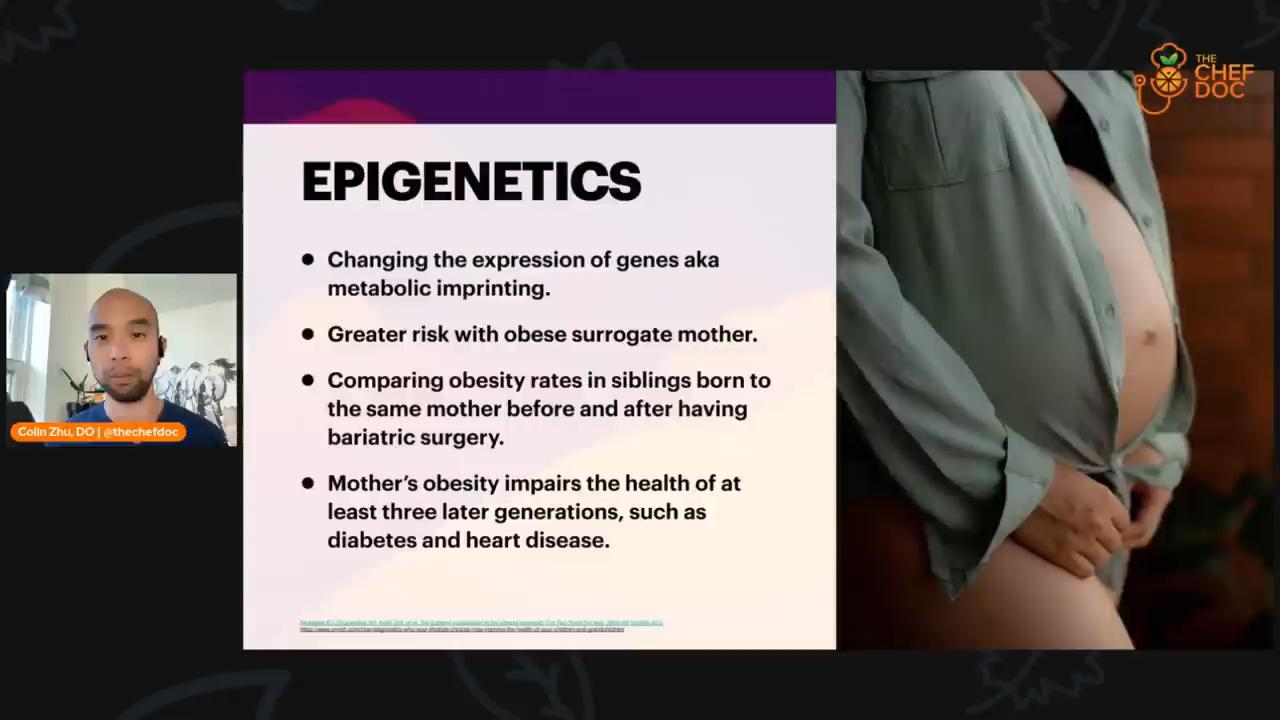 THE
CHEF
DOC
EPIGENETICS
● Changing the expression of genes aka
metabolic imprinting.
● Greater risk with obese surrogate mother.
● Comparing obesity rates in siblings born to
the same mother before and after having
bariatric surgery.
● Mother’s obesity impairs the health of at
least three later generations, such as
diabetes and heart disease.
Colin Zhu, DO | @thechefdoc